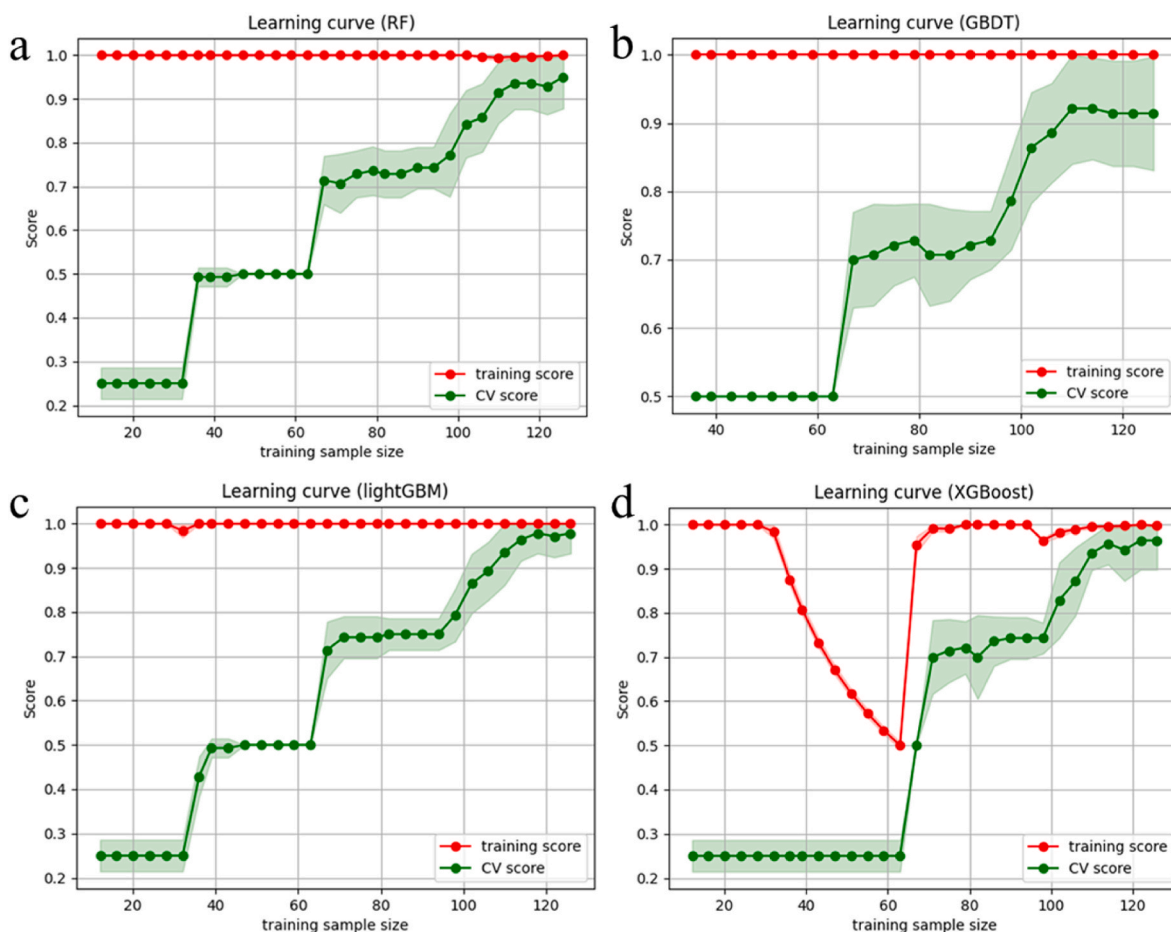 a
Learning curve (RF)
1.0
0.9
0.8
0.7
0.6
0.5
0.4
0.3
0.2
Score
20 40 60 80 100 120
training sample size
training score
CV score
b
Learning curve (GBDT)
1.0
0.9
0.8
0.7
0.6
0.5
Score
40 60 80 100 120
training sample size
training score
CV score
c
Learning curve (lightGBM)
1.0
0.9
0.8
0.7
0.6
0.5
0.4
0.3
0.2
Score
20 40 60 80 100 120
training sample size
training score
CV score
d
Learning curve (XGBoost)
1.0
0.9
0.8
0.7
0.6
0.5
0.4
0.3
0.2
Score
20 40 60 80 100 120
training sample size
training score
CV score